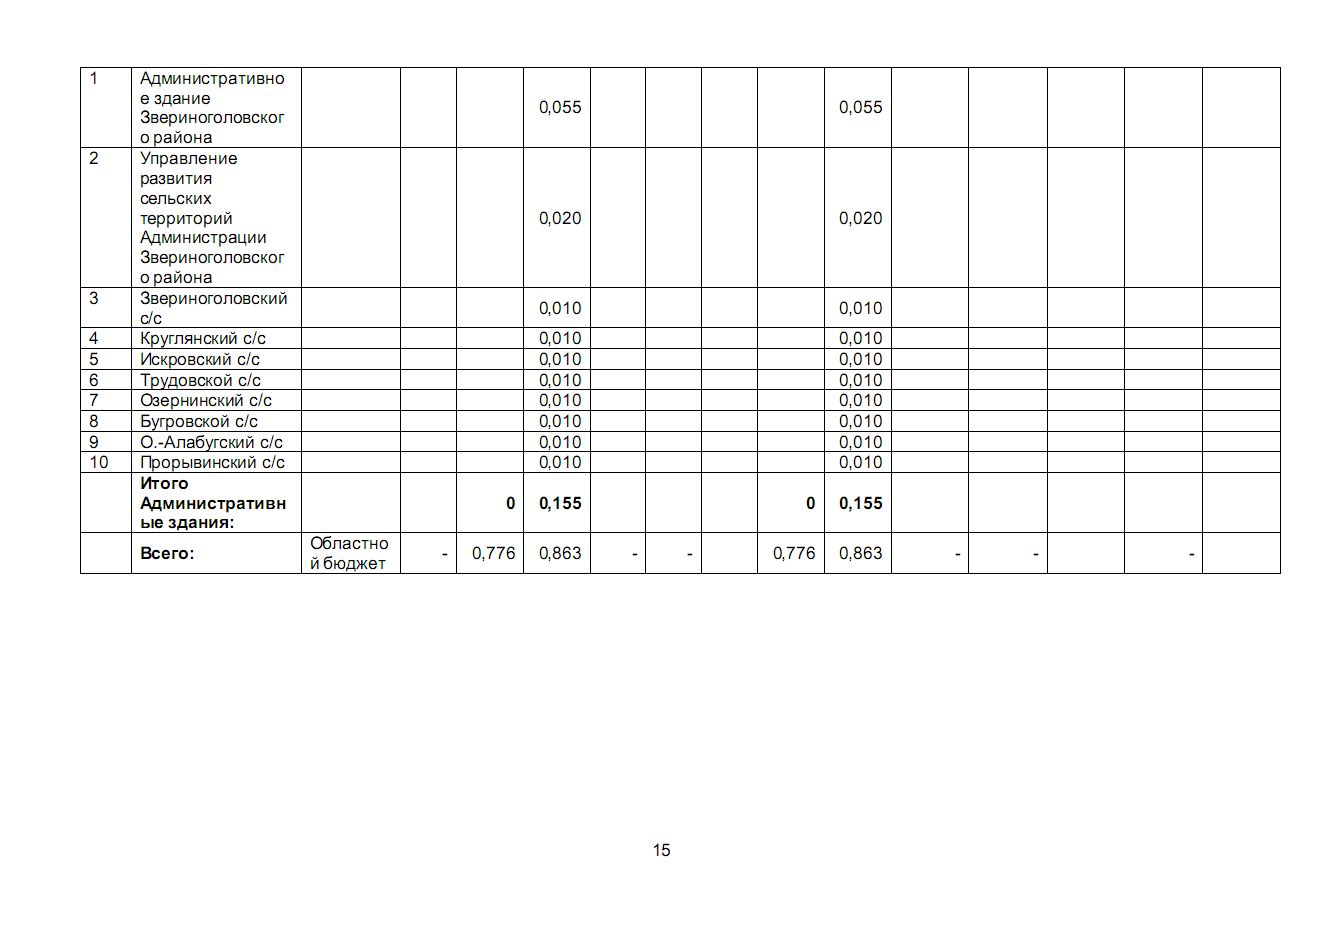 1 Административно 0,055 0,055
е здание
Звериноголовског
о района
2 Управление 0,020 0,020
развития
сельских
территорий
Администрации
Звериноголовског
о района
3 Звериноголовский 0,010 0,010
с/с
4 Круглянский с/с 0,010 0,010
5 Искровский с/с 0,010 0,010
6 Трудовской с/с 0,010 0,010
7 Озернинский с/с 0,010 0,010
8 Бугровской с/с 0,010 0,010
9 О.-Алабугский с/с 0,010 0,010
10 Прорывинский с/с 0,010 0,010
Итого
Административн 0 0,155 0 0,155
ые здания:
Всего: Областно - 0,776 0,863 - - 0,776 0,863 - - -
й бюджет
15